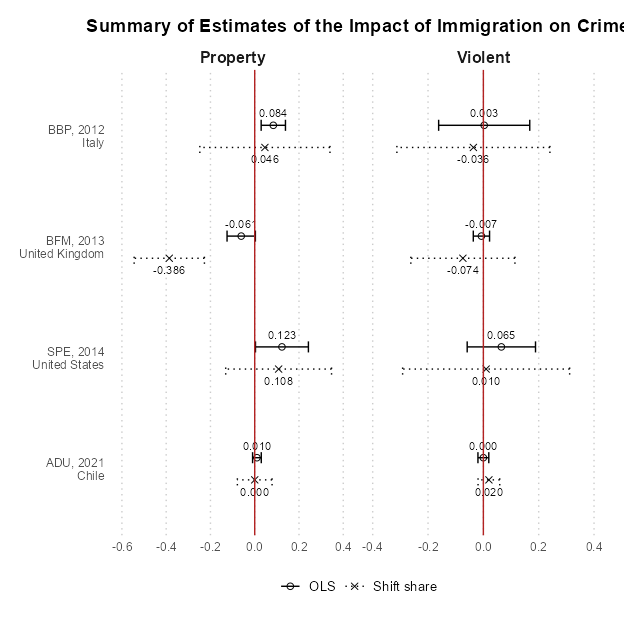 Summary of Estimates of the Impact of Immigration on Crime
Property Violent
BBP, 2012
Italy
0.084 0.003
0.046 -0.036
BFM, 2013
United Kingdom
-0.061 -0.007
-0.386 -0.074
SPE, 2014
United States
0.123 0.065
0.108 0.010
ADU, 2021
Chile
0.010 0.000
0.000 0.020
-0.6 -0.4 -0.2 0.0 0.2 0.4 -0.4 -0.2 0.0 0.2 0.4
OLS Shift share